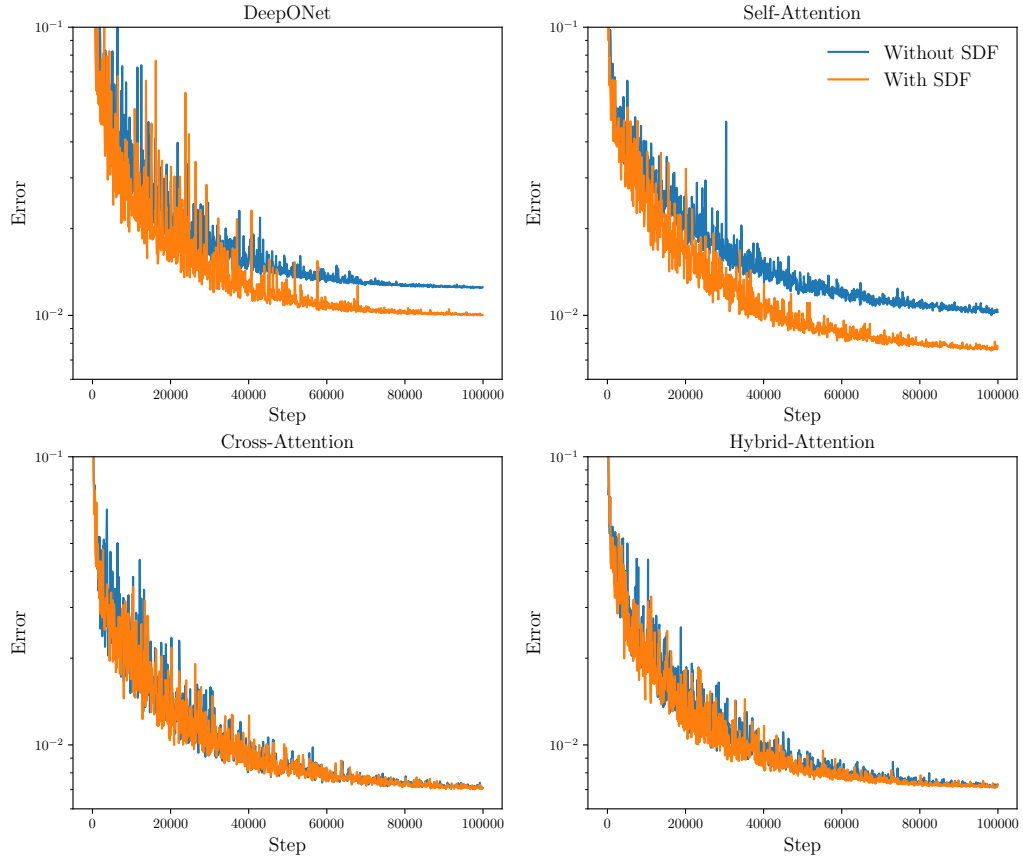 DeepONet
10⁻¹
10⁻²
Error
0 20000 40000 60000 80000 100000
Step
Self-Attention
Without SDF
With SDF
10⁻¹
10⁻²
Error
0 20000 40000 60000 80000 100000
Step
Cross-Attention
10⁻¹
10⁻²
Error
0 20000 40000 60000 80000 100000
Step
Hybrid-Attention
10⁻¹
10⁻²
Error
0 20000 40000 60000 80000 100000
Step